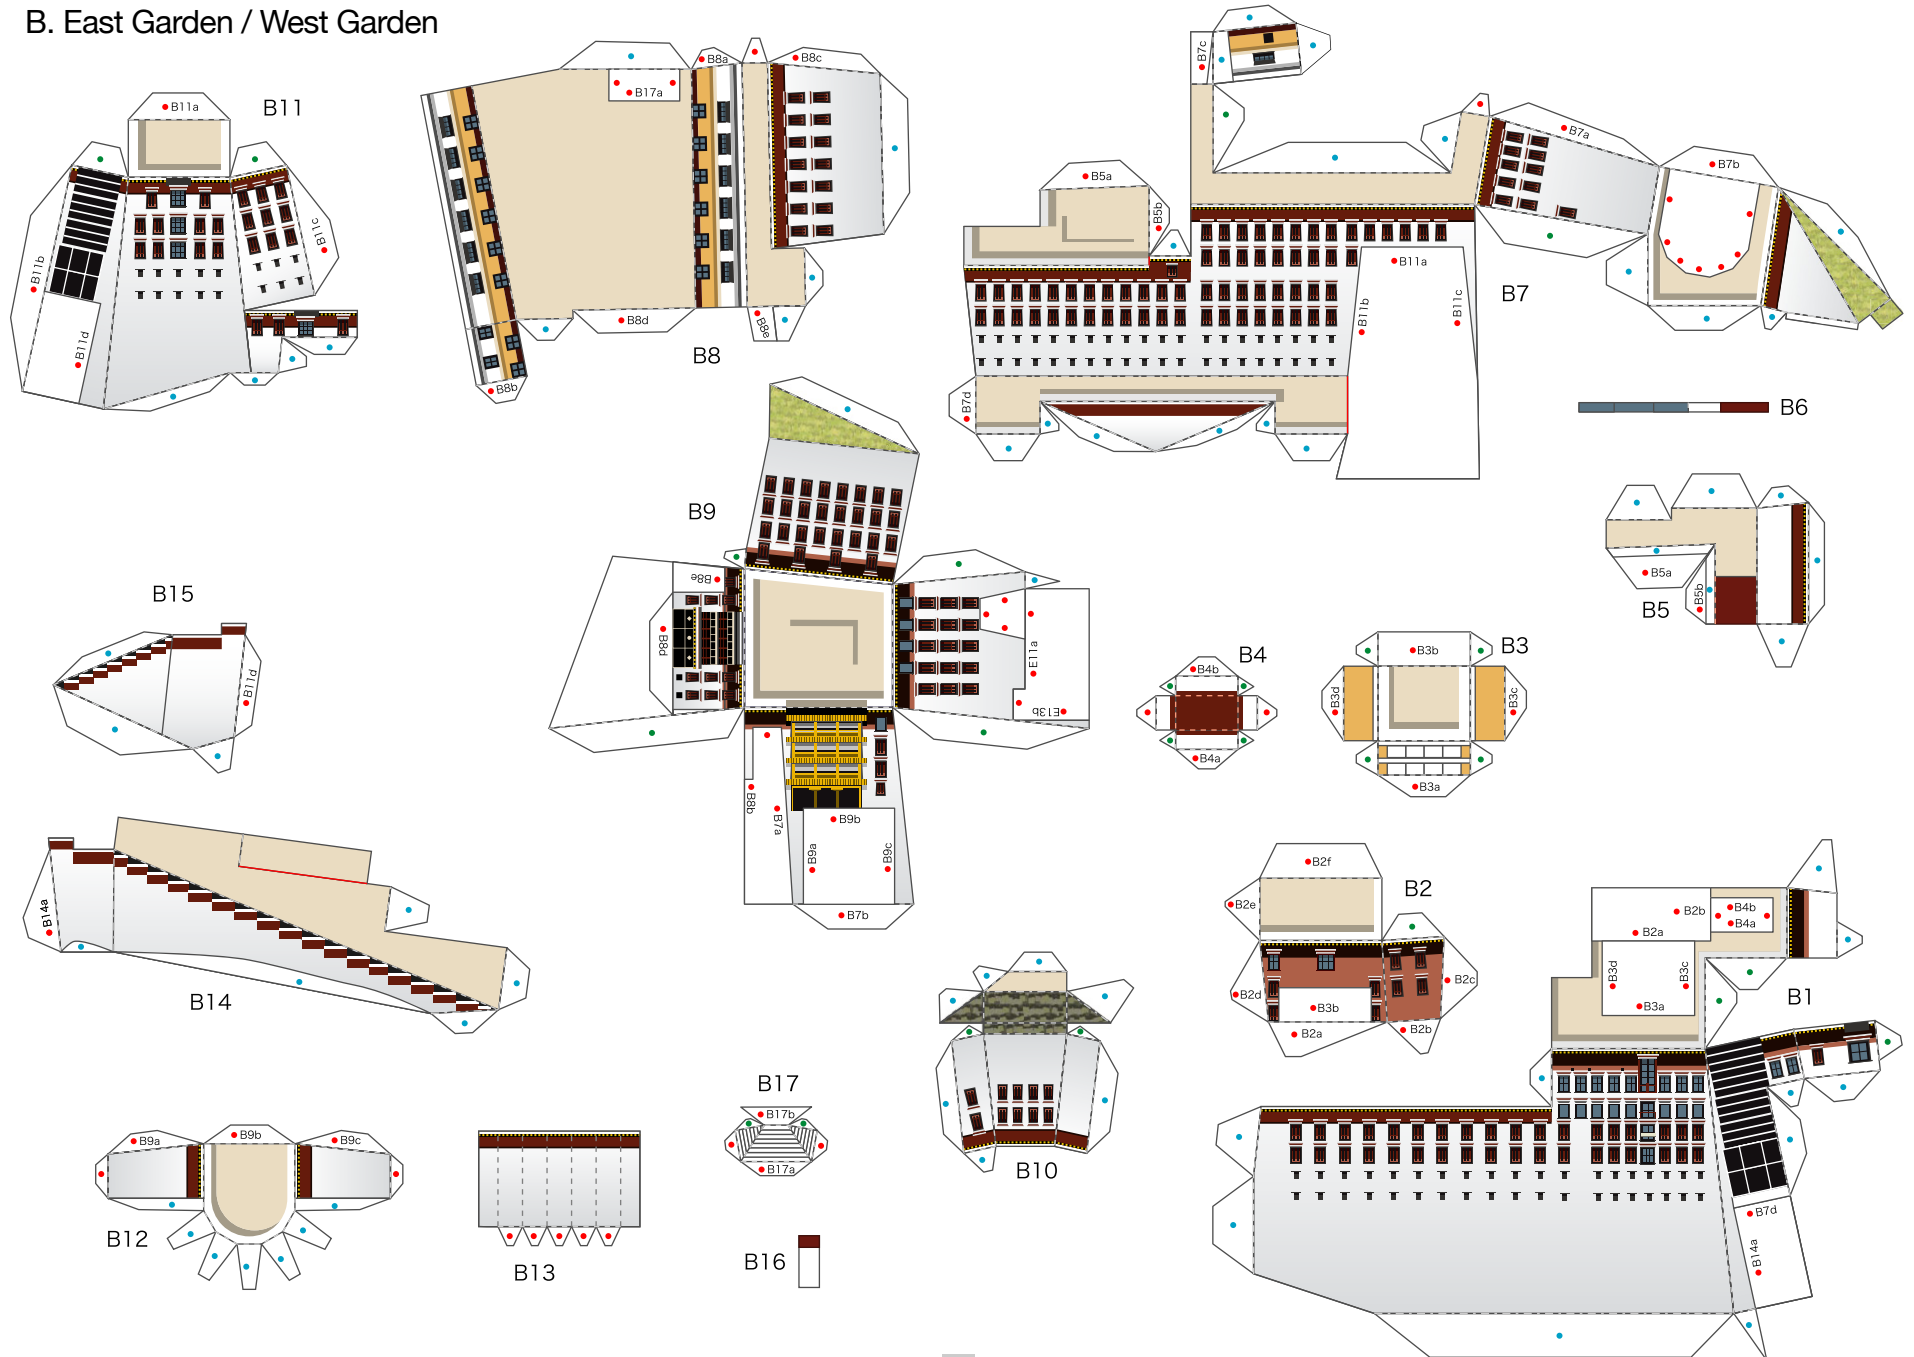 B. East Garden / West Garden
B11a
B11
B11b
B11c
B11d
B8a
B8c
B17a
B8d
B8e
B8b
B8
B7c
B5a
B5b
B7a
B7b
B11a
B11b
B11c
B7
B7d
B6
B9
B8e
B8d
E11a
E13b
B8b
B7a
B9b
B9a
B9c
B7b
B5a
B5b
B5
B15
B11d
B4b
B4
B4a
B3b
B3
B3d
B3c
B3a
B14a
B14
B2f
B2
B2e
B2d
B2c
B3b
B2a
B2b
B2b
B4b
B4a
B2a
B3d
B3c
B3a
B1
B7d
B14a
B10
B17
B17b
B17a
B9a
B9b
B9c
B12
B13
B16